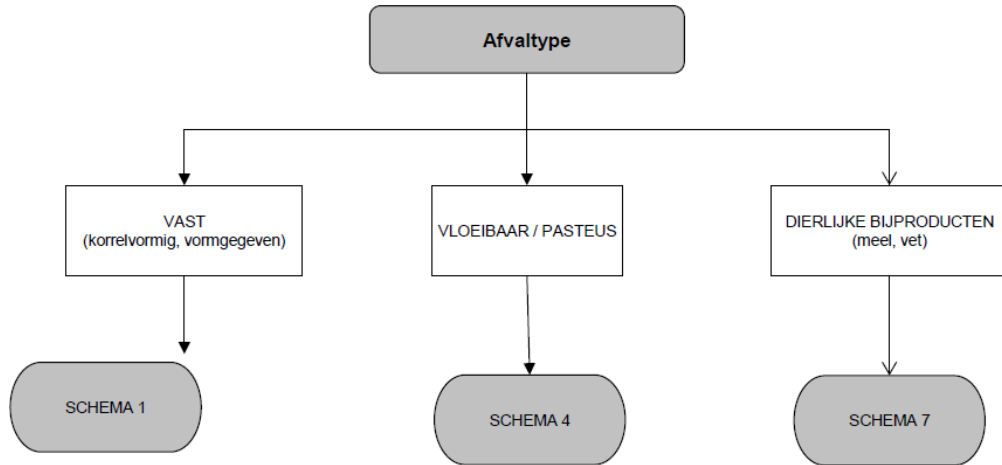 Afvaltype
VAST
(korrelvormig, vormgegeven)
VLOEIBAAR / PASTEUS
DIERLIJKE BIJPRODUCTEN
(meel, vet)
SCHEMA 1
SCHEMA 4
SCHEMA 7